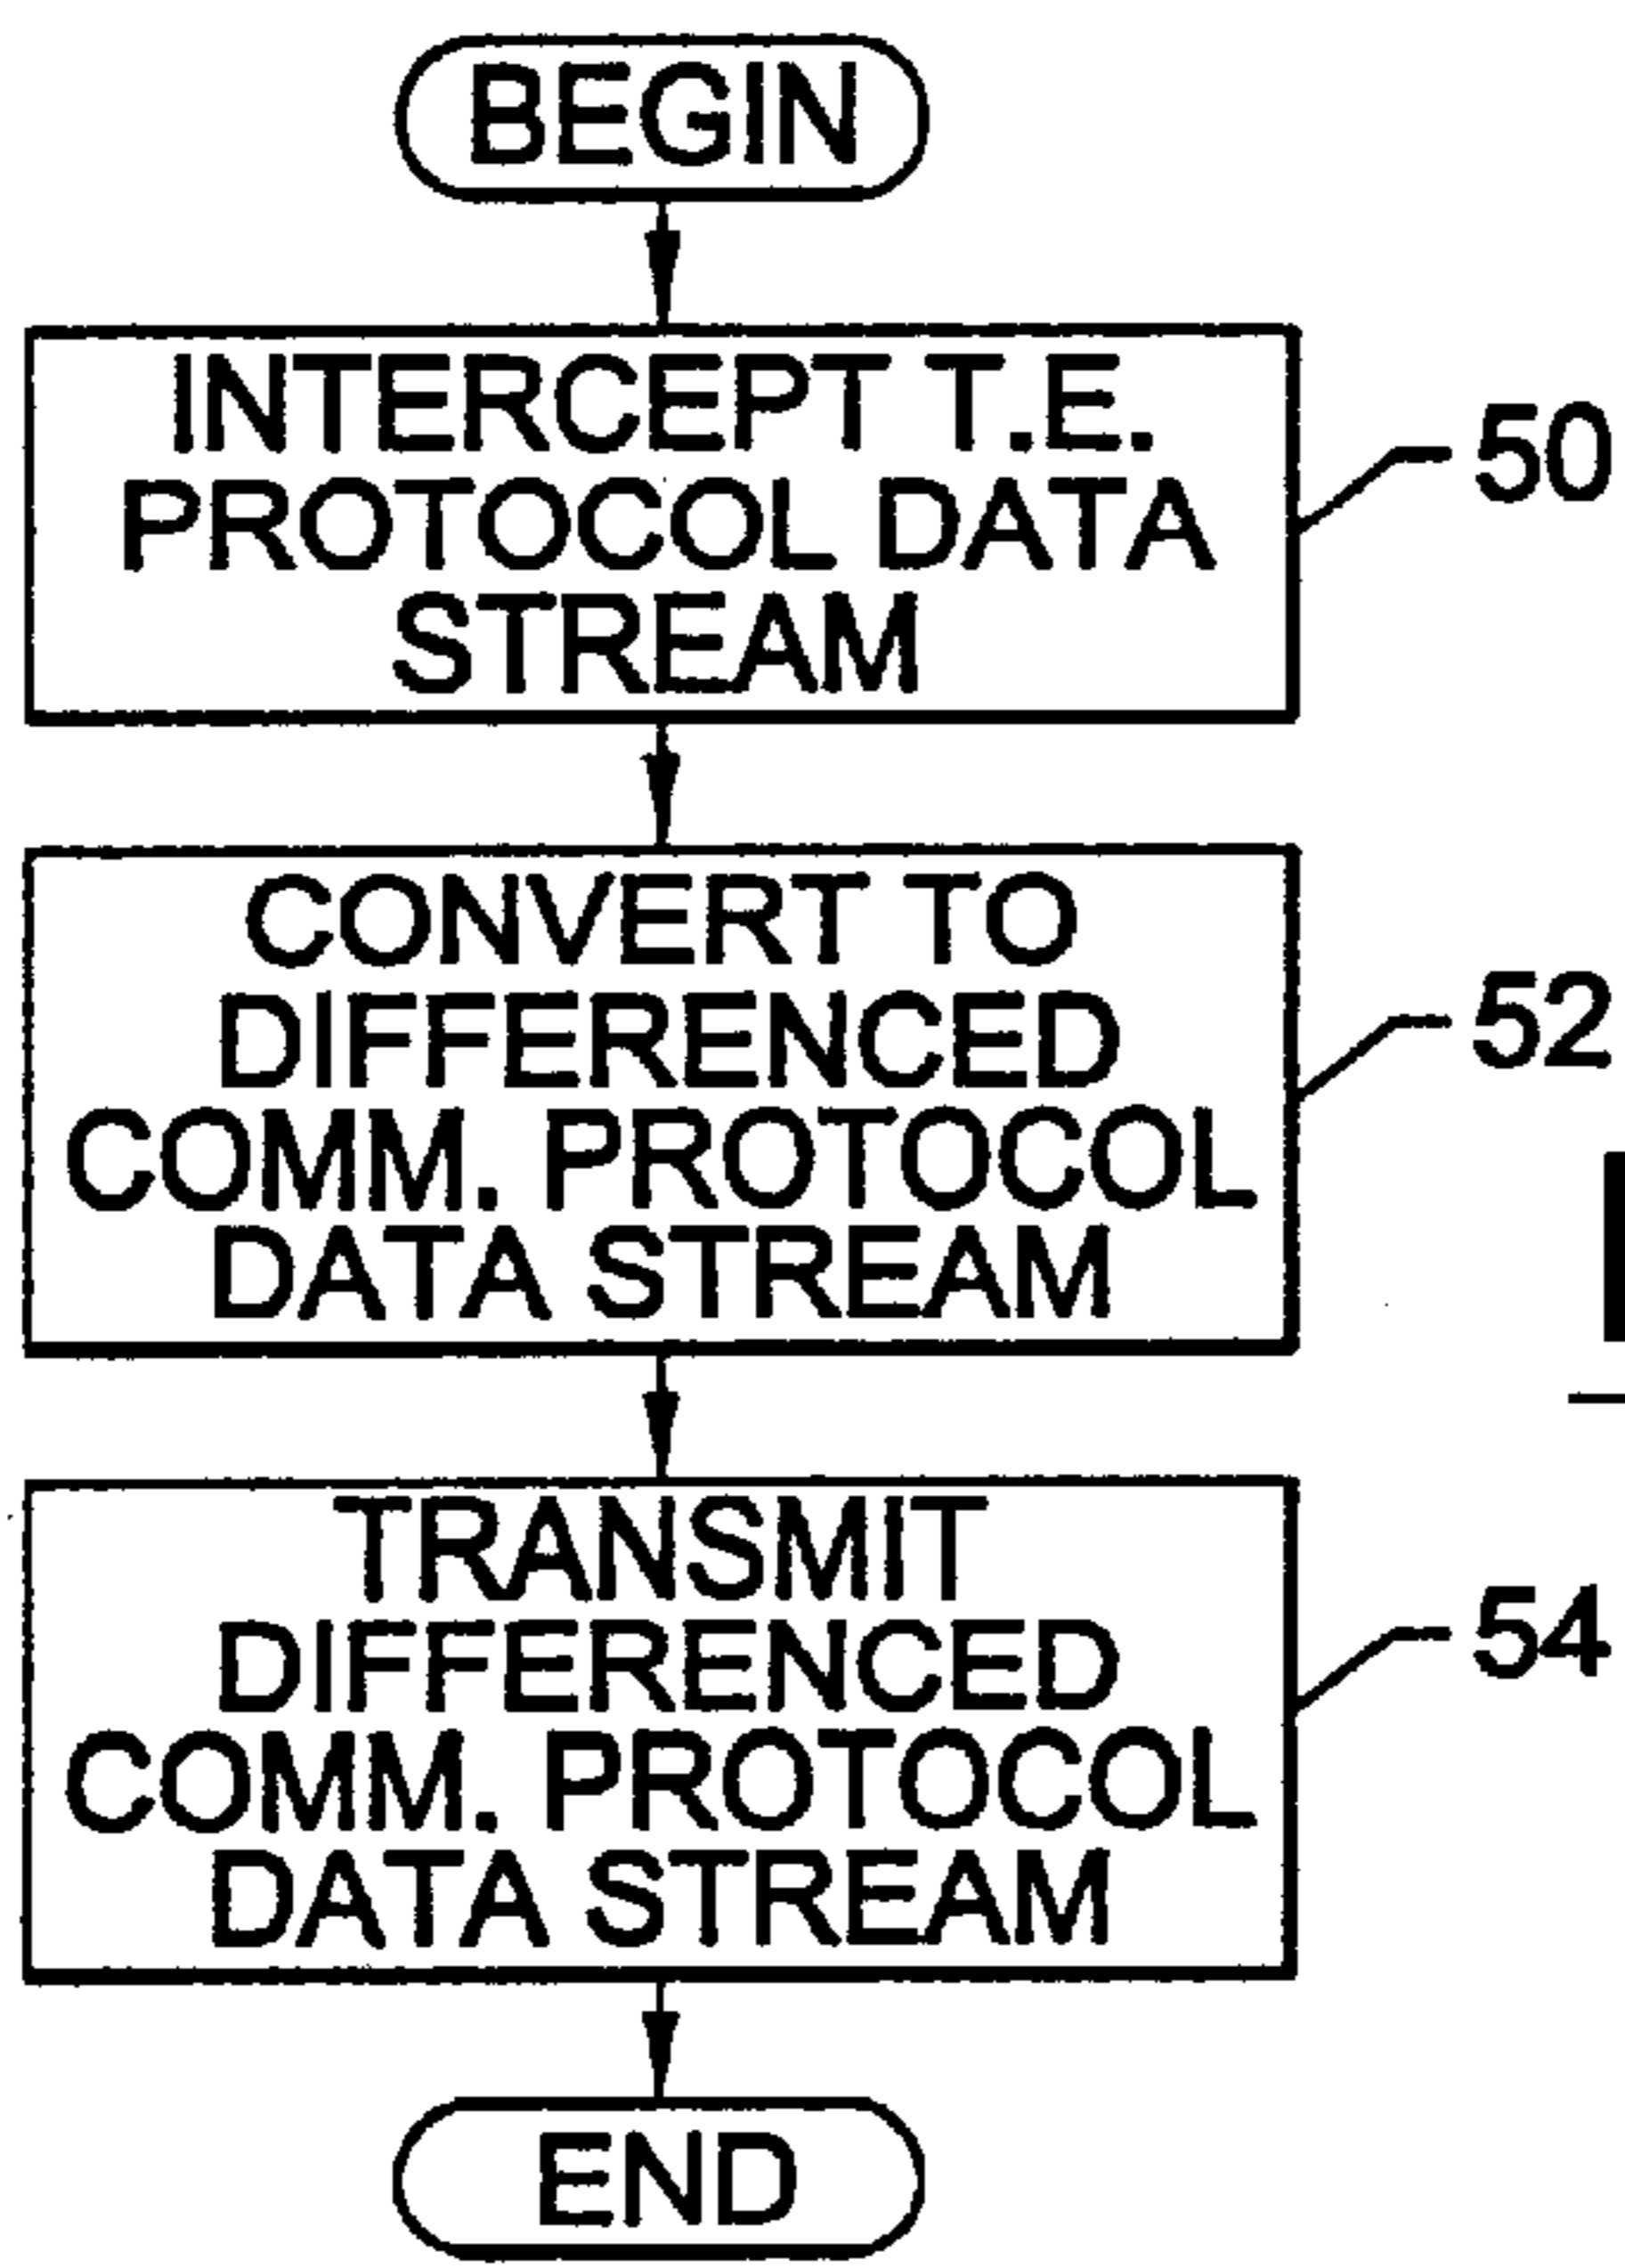 BEGIN
INTERCEPT T.E.
PROTOCOL DATA
STREAM
50
CONVERT TO
DIFFERENCED
COMM. PROTOCOL
DATA STREAM
52
TRANSMIT
DIFFERENCED
COMM. PROTOCOL
DATA STREAM
54
END